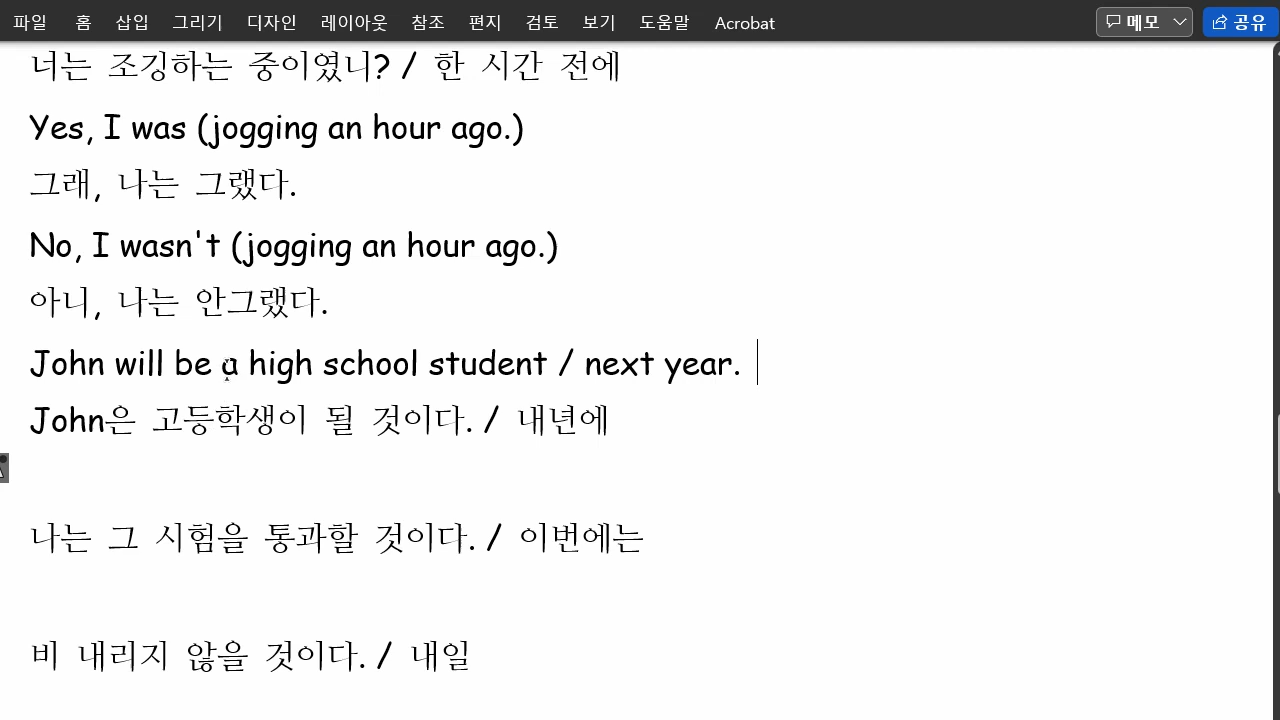 파일 홈 삽입 그리기 디자인 레이아웃 참조 편지 검토 보기 도움말 Acrobat 메모 공유
너는 조깅하는 중이였니? / 한 시간 전에
Yes, I was (jogging an hour ago.)
그래, 나는 그랬다.
No, I wasn't (jogging an hour ago.)
아니, 나는 안그랬다.
John will be a high school student / next year.
John은 고등학생이 될 것이다. / 내년에
나는 그 시험을 통과할 것이다. / 이번에는
비 내리지 않을 것이다. / 내일